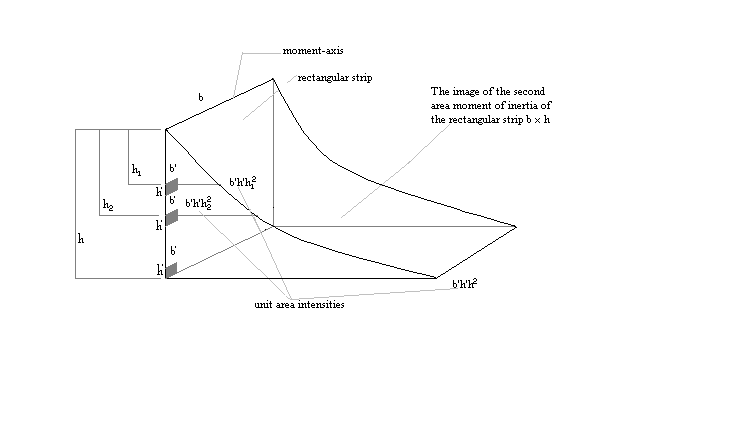 moment-axis
rectangular strip
b
The image of the second
area moment of inertia of
the rectangular strip b × h
h₁
b'
b'h'h₁²
h'
h₂
b'
b'h'h₂²
h'
h
b'
h'
b'h'h²
unit area intensities